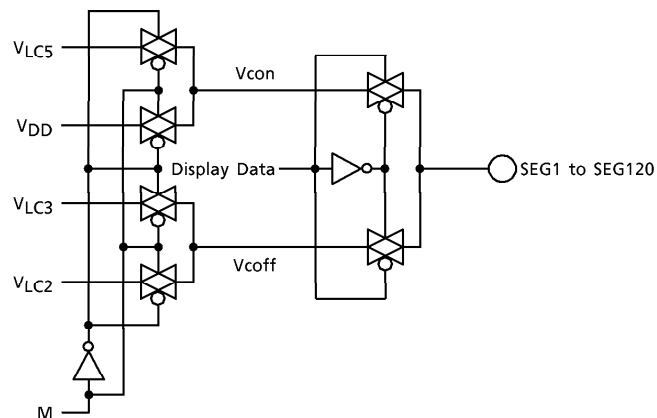 VLC5
Vcon
VDD
Display Data
SEG1 to SEG120
VLC3
Vcoff
VLC2
M